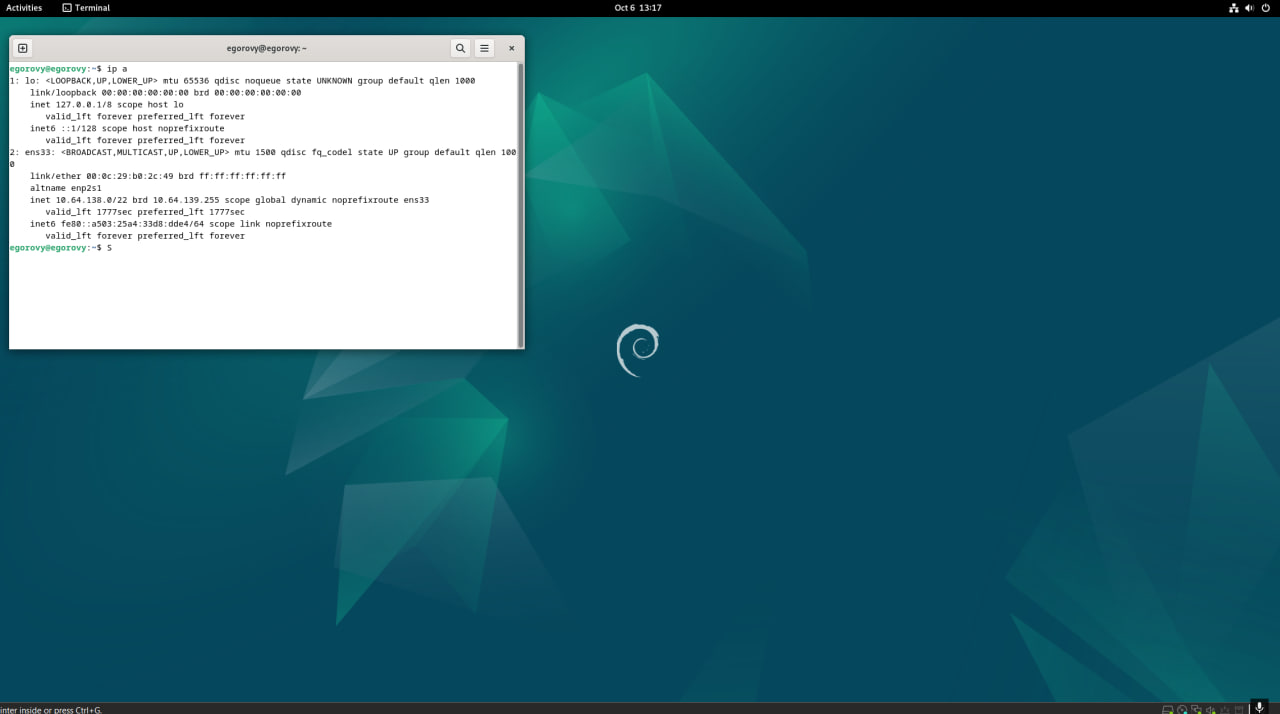 Activities Terminal Oct 6 13:17
egorovy@egorovy: ~
egorovy@egorovy:~$ ip a
1: lo: <LOOPBACK,UP,LOWER_UP> mtu 65536 qdisc noqueue state UNKNOWN group default qlen 1000
link/loopback 00:00:00:00:00:00 brd 00:00:00:00:00:00
inet 127.0.0.1/8 scope host lo
valid_lft forever preferred_lft forever
inet6 ::1/128 scope host noprefixroute
valid_lft forever preferred_lft forever
2: ens33: <BROADCAST,MULTICAST,UP,LOWER_UP> mtu 1500 qdisc fq_codel state UP group default qlen 100
0
link/ether 00:0c:29:b0:2c:49 brd ff:ff:ff:ff:ff:ff
altname enp2s1
inet 10.64.138.0/22 brd 10.64.139.255 scope global dynamic noprefixroute ens33
valid_lft 1777sec preferred_lft 1777sec
inet6 fe80::a503:25a4:33d8:dde4/64 scope link noprefixroute
valid_lft forever preferred_lft forever
egorovy@egorovy:~$ S
inter inside or press Ctrl+G.